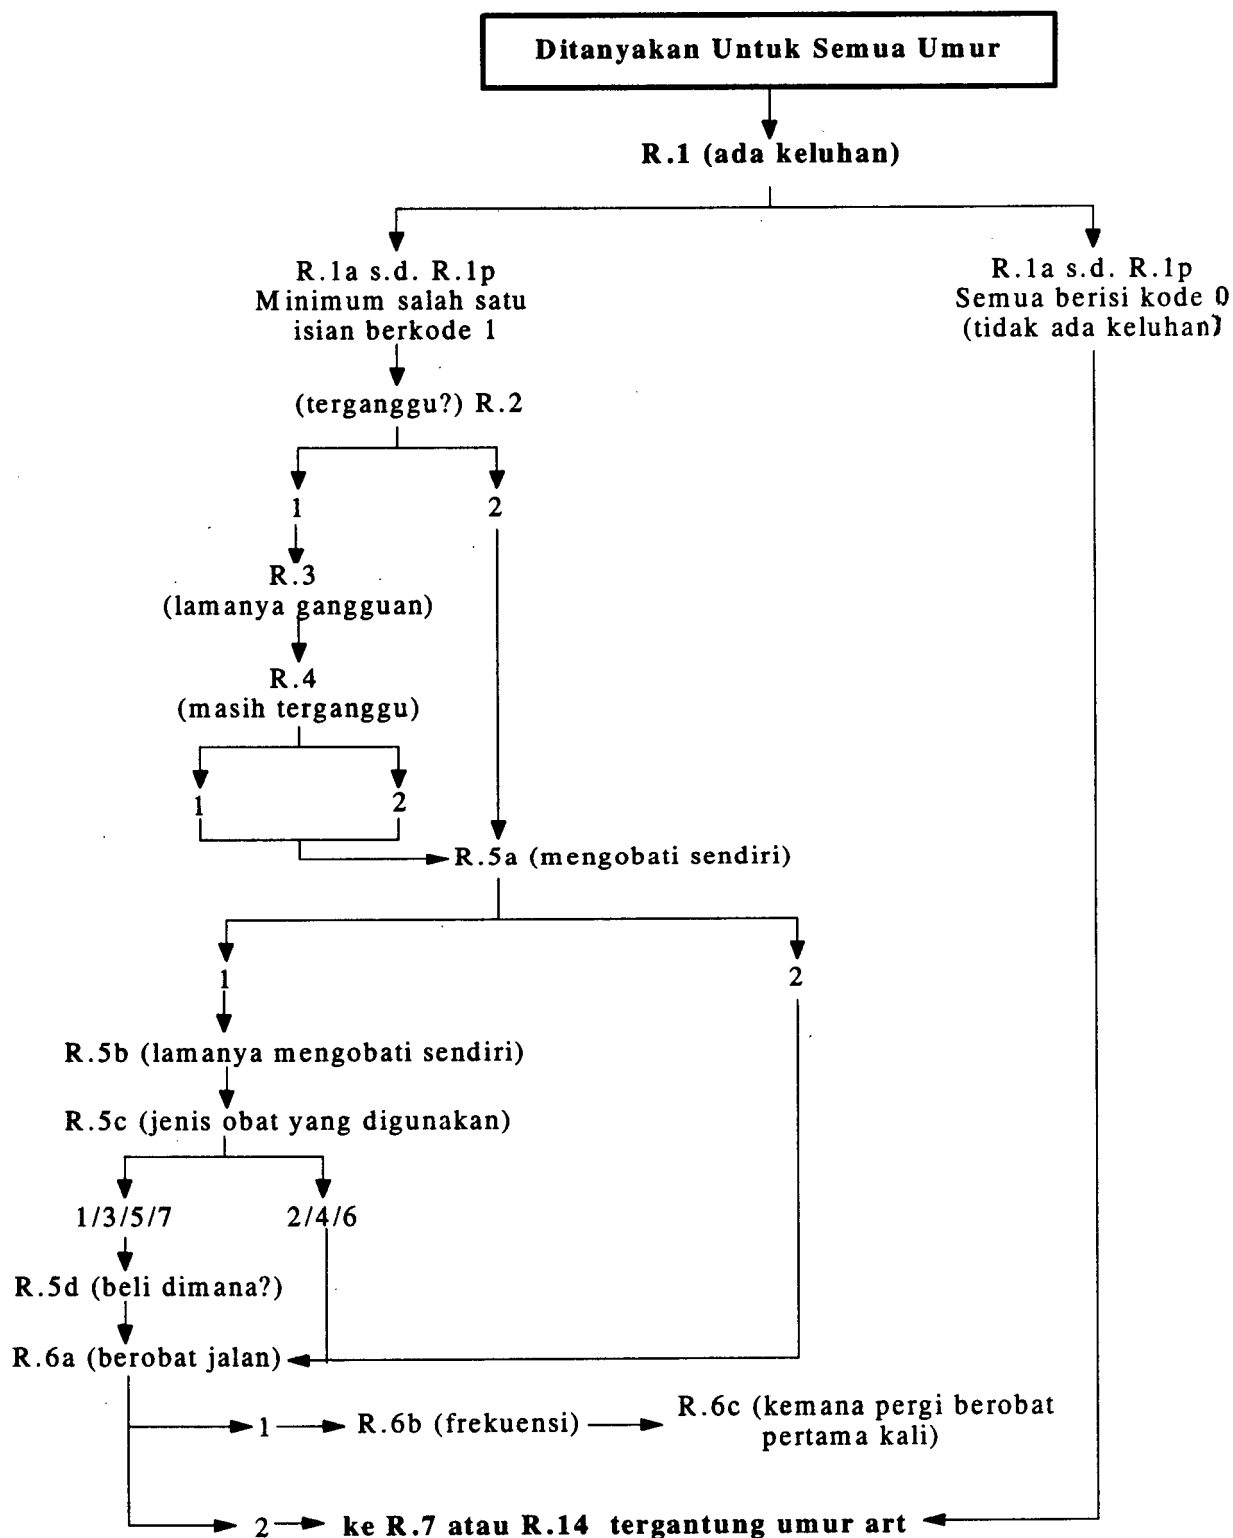 Ditanyakan Untuk Semua Umur
R.1 (ada keluhan)
R.1a s.d. R.1p
Minimum salah satu
isian berkode 1
R.1a s.d. R.1p
Semua berisi kode 0
(tidak ada keluhan)
(terganggu?) R.2
1
2
R.3
(lamanya gangguan)
R.4
(masih terganggu)
1
2
R.5a (mengobati sendiri)
1
2
R.5b (lamanya mengobati sendiri)
R.5c (jenis obat yang digunakan)
1/3/5/7
2/4/6
R.5d (beli dimana?)
R.6a (berobat jalan)
1
R.6b (frekuensi)
R.6c (kemana pergi berobat
pertama kali)
2
ke R.7 atau R.14 tergantung umur art